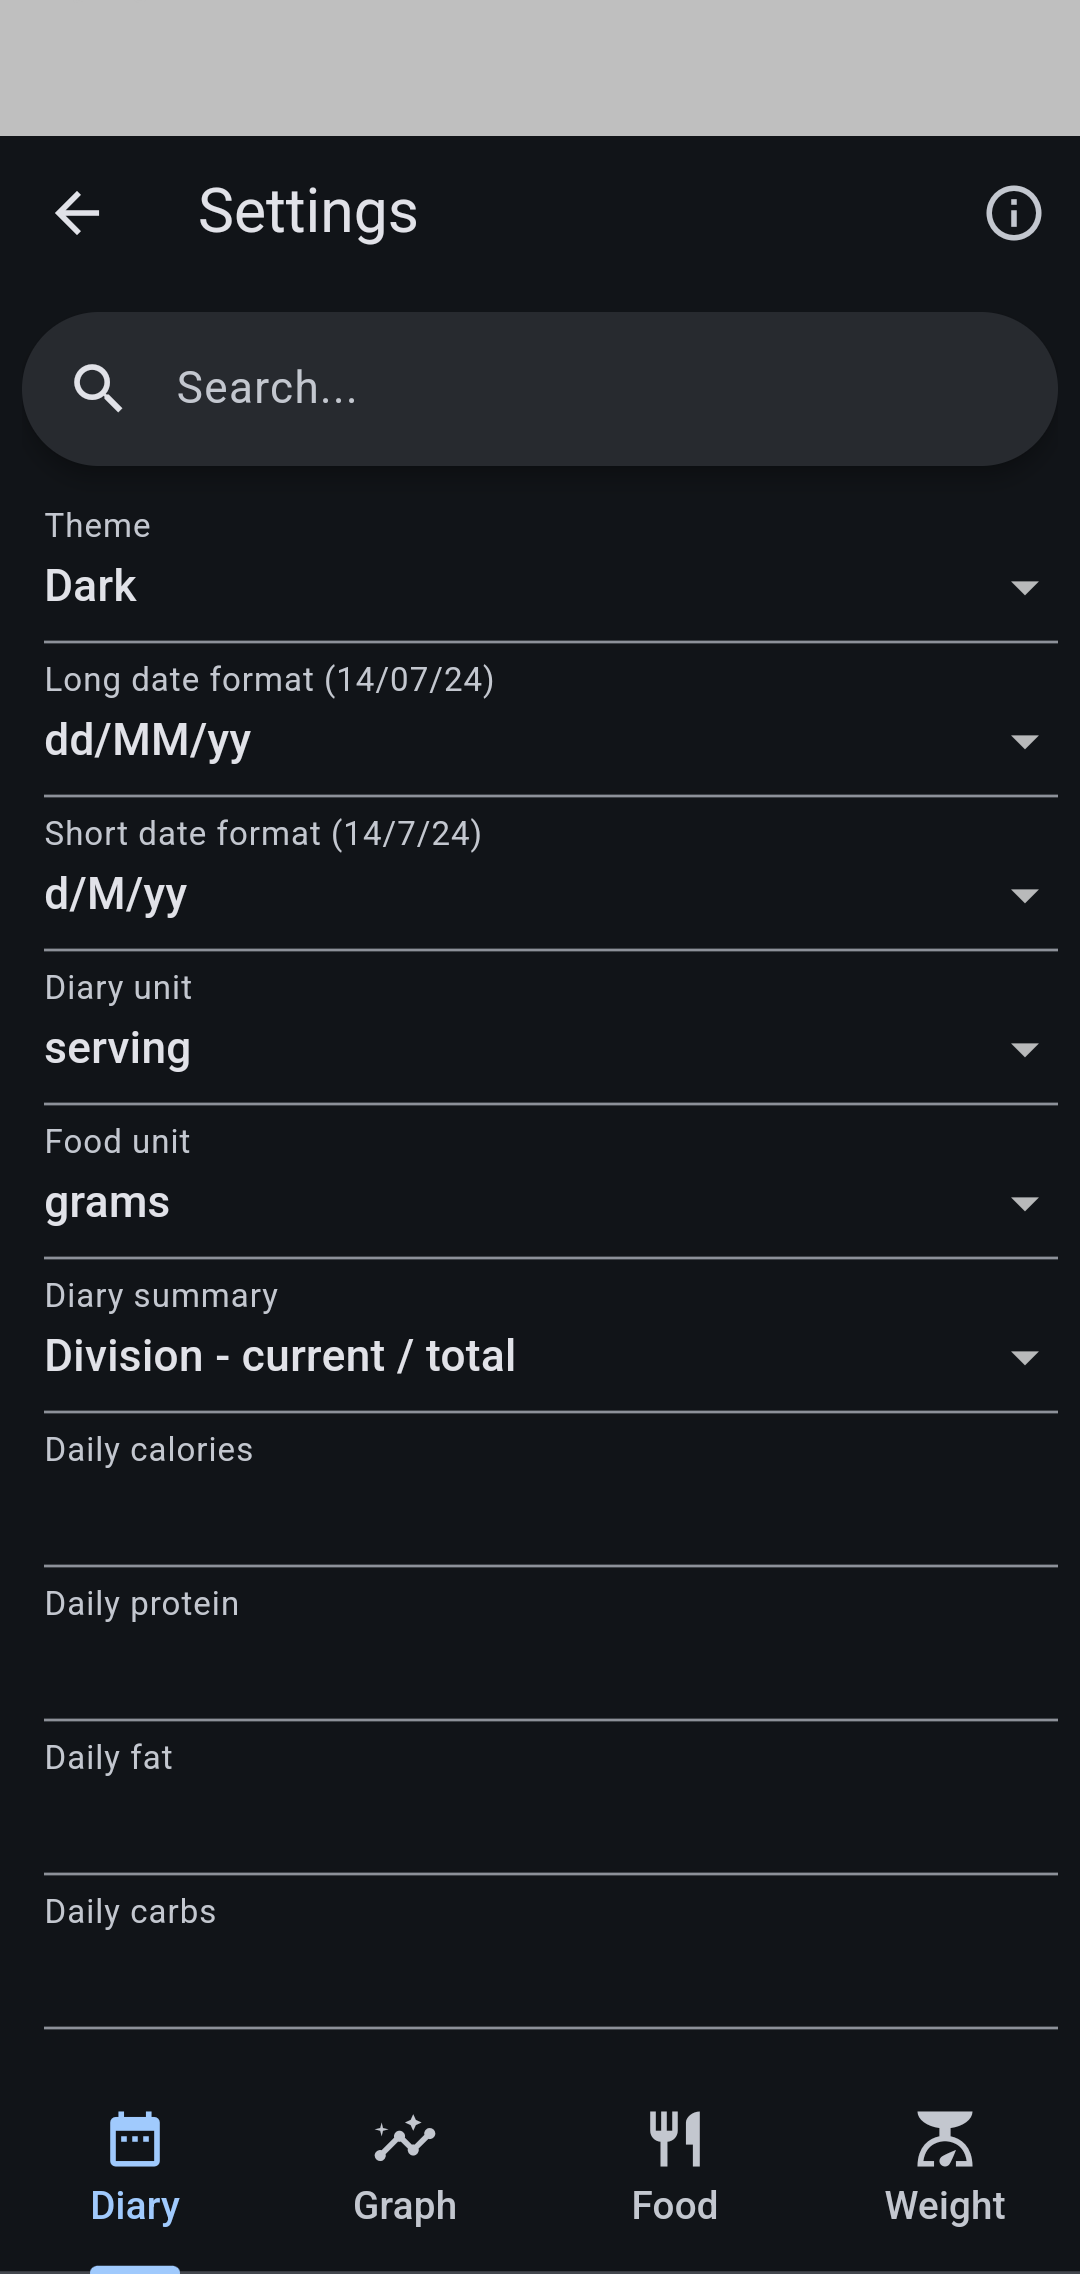 Settings
Search...
Theme
Dark
Long date format (14/07/24)
dd/MM/yy
Short date format (14/7/24)
d/M/yy
Diary unit
serving
Food unit
grams
Diary summary
Division - current / total
Daily calories
Daily protein
Daily fat
Daily carbs
Diary
Graph
Food
Weight